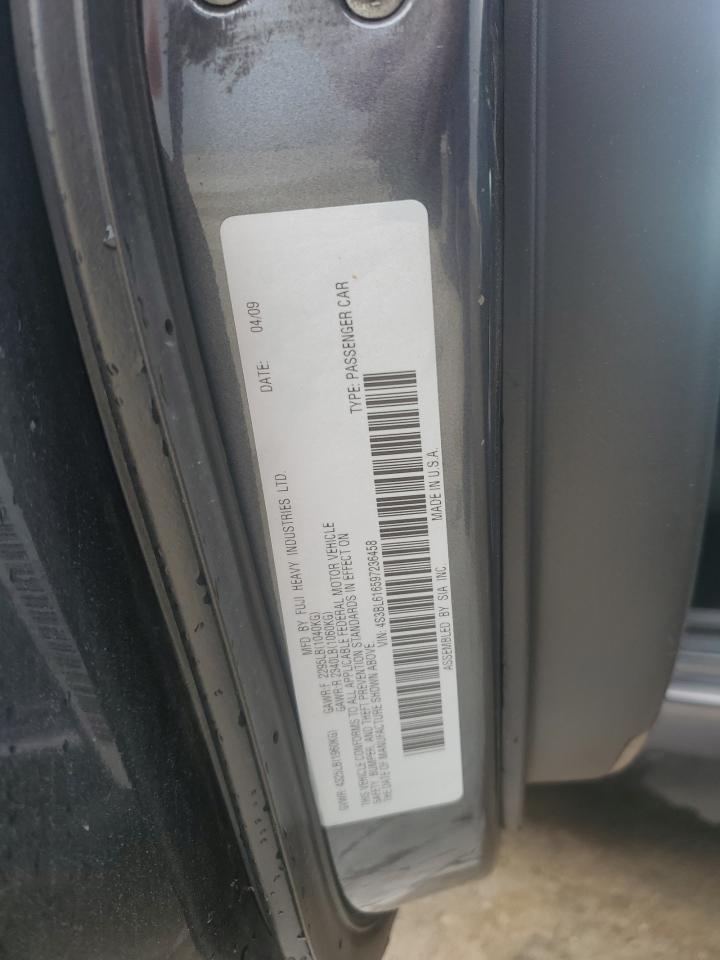 MFD BY FUJI HEAVY INDUSTRIES LTD. DATE: 04/09
GVWR: 4325LB(1960KG) GAWR:F 2295LB(1040KG)
GAWR:R 2340LB(1060KG)
THIS VEHICLE CONFORMS TO ALL APPLICABLE FEDERAL MOTOR VEHICLE
SAFETY, BUMPER, AND THEFT PREVENTION STANDARDS IN EFFECT ON
THE DATE OF MANUFACTURE SHOWN ABOVE.
VIN: 4S3BL616597236458 TYPE: PASSENGER CAR
ASSEMBLED BY SIA INC. MADE IN U.S.A.